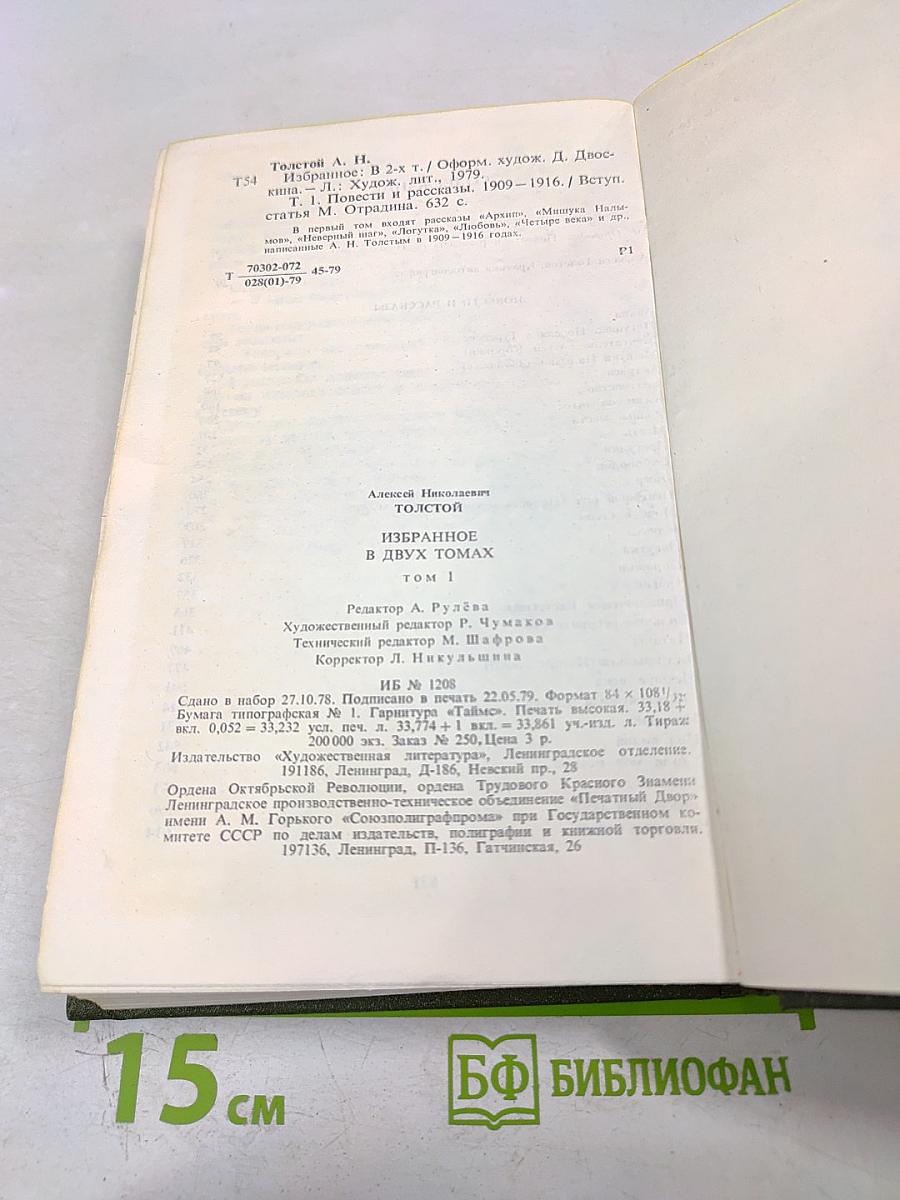 Толстой А. Н.
Т54 Избранное: В 2-х т. / Оформ. худож. Д. Двос-
кина. — Л.: Худож. лит., 1979.
Т. 1. Повести и рассказы. 1909—1916. / Вступ.
статья М. Отрадина. 632 с.
В первый том входят рассказы «Архип», «Мишука Налы-
мов», «Неверный шаг», «Логутка», «Любовь», «Четыре века» и др.,
написанные А. Н. Толстым в 1909—1916 годах.
Т 70302-072 45-79
028(01)-79
Р1
Алексей Николаевич
ТОЛСТОЙ
ИЗБРАННОЕ
В ДВУХ ТОМАХ
том 1
Редактор А. Рулёва
Художественный редактор Р. Чумаков
Технический редактор М. Шафрова
Корректор Л. Никульшина
ИБ № 1208
Сдано в набор 27.10.78. Подписано в печать 22.05.79. Формат 84 × 108 1/32.
Бумага типографская № 1. Гарнитура «Таймс». Печать высокая. 33,18 +
вкл. 0,052 = 33,232 усл. печ. л. 33,774 + 1 вкл. = 33,861 уч.-изд. л. Тираж
200 000 экз. Заказ № 250, Цена 3 р.
Издательство «Художественная литература», Ленинградское отделение.
191186, Ленинград, Д-186, Невский пр., 28
Ордена Октябрьской Революции, ордена Трудового Красного Знамени
Ленинградское производственно-техническое объединение «Печатный Двор»
имени А. М. Горького «Союзполиграфпрома» при Государственном ко-
митете СССР по делам издательств, полиграфии и книжной торговли.
197136, Ленинград, П-136, Гатчинская, 26
15 см
БФ БИБЛИОФАН